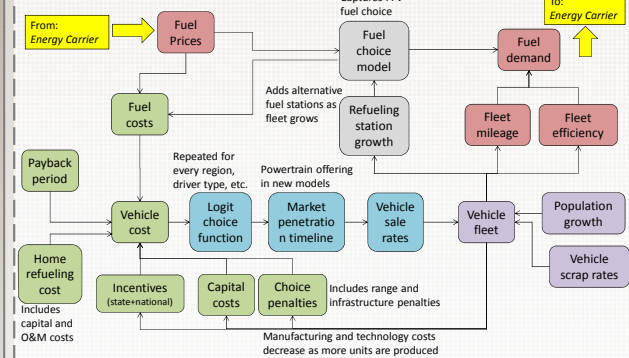 fuel choice
From:
Energy Carrier
Fuel
Prices
Fuel
choice
model
Fuel
demand
To:
Energy Carrier
Adds alternative
fuel stations as
fleet grows
Fuel
costs
Refueling
station
growth
Fleet
mileage
Fleet
efficiency
Payback
period
Repeated for
every region,
driver type, etc.
Powertrain offering
in new models
Vehicle
cost
Logit
choice
function
Market
penetratio
n timeline
Vehicle
sale
rates
Vehicle
fleet
Population
growth
Home
refueling
cost
Vehicle
scrap rates
Incentives
(state+national)
Capital
costs
Choice
penalties
Includes range and
infrastructure penalties
Includes
capital and
O&M costs
Manufacturing and technology costs
decrease as more units are produced